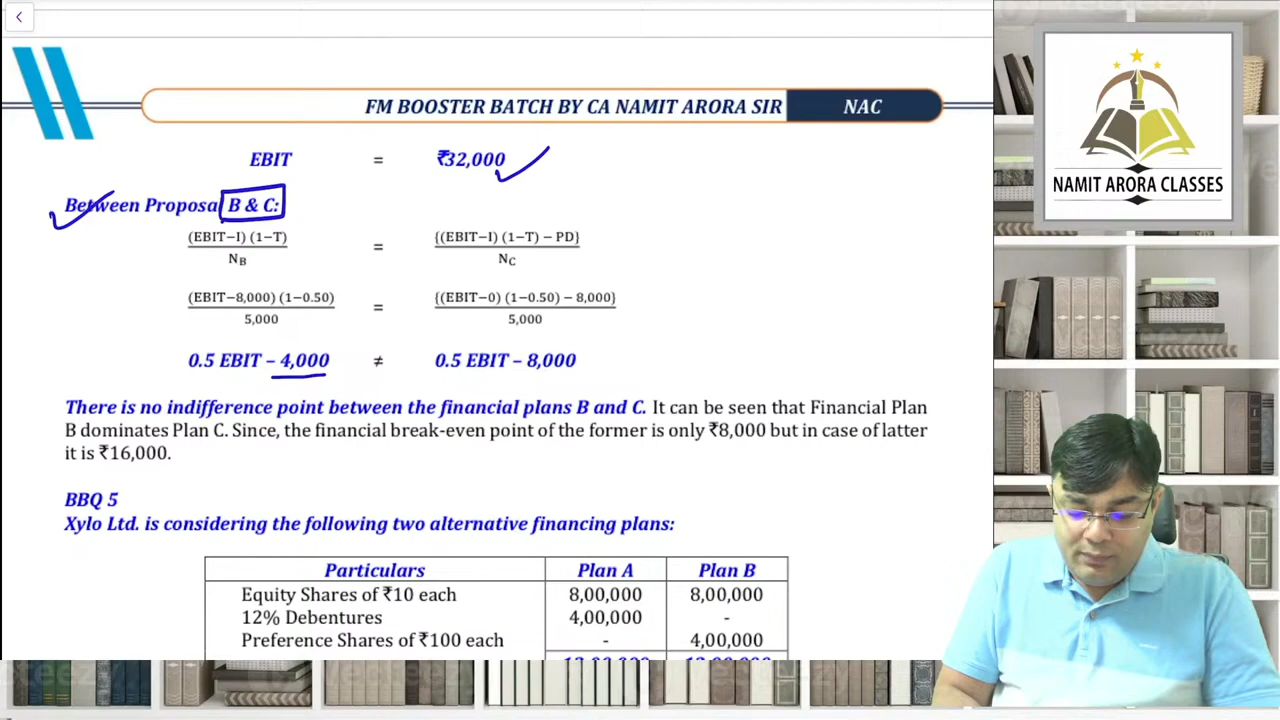 FM BOOSTER BATCH BY CA NAMIT ARORA SIR NAC
NAMIT ARORA CLASSES
EBIT = ₹32,000
Between Proposal B & C:
(EBIT−I) (1−T) / N_B = {(EBIT−I) (1−T) − PD} / N_C
(EBIT−8,000) (1−0.50) / 5,000 = {(EBIT−0) (1−0.50) − 8,000} / 5,000
0.5 EBIT − 4,000 ≠ 0.5 EBIT − 8,000
There is no indifference point between the financial plans B and C. It can be seen that Financial Plan
B dominates Plan C. Since, the financial break-even point of the former is only ₹8,000 but in case of latter
it is ₹16,000.
BBQ 5
Xylo Ltd. is considering the following two alternative financing plans:
Particulars Plan A Plan B
Equity Shares of ₹10 each 8,00,000 8,00,000
12% Debentures 4,00,000 -
Preference Shares of ₹100 each - 4,00,000